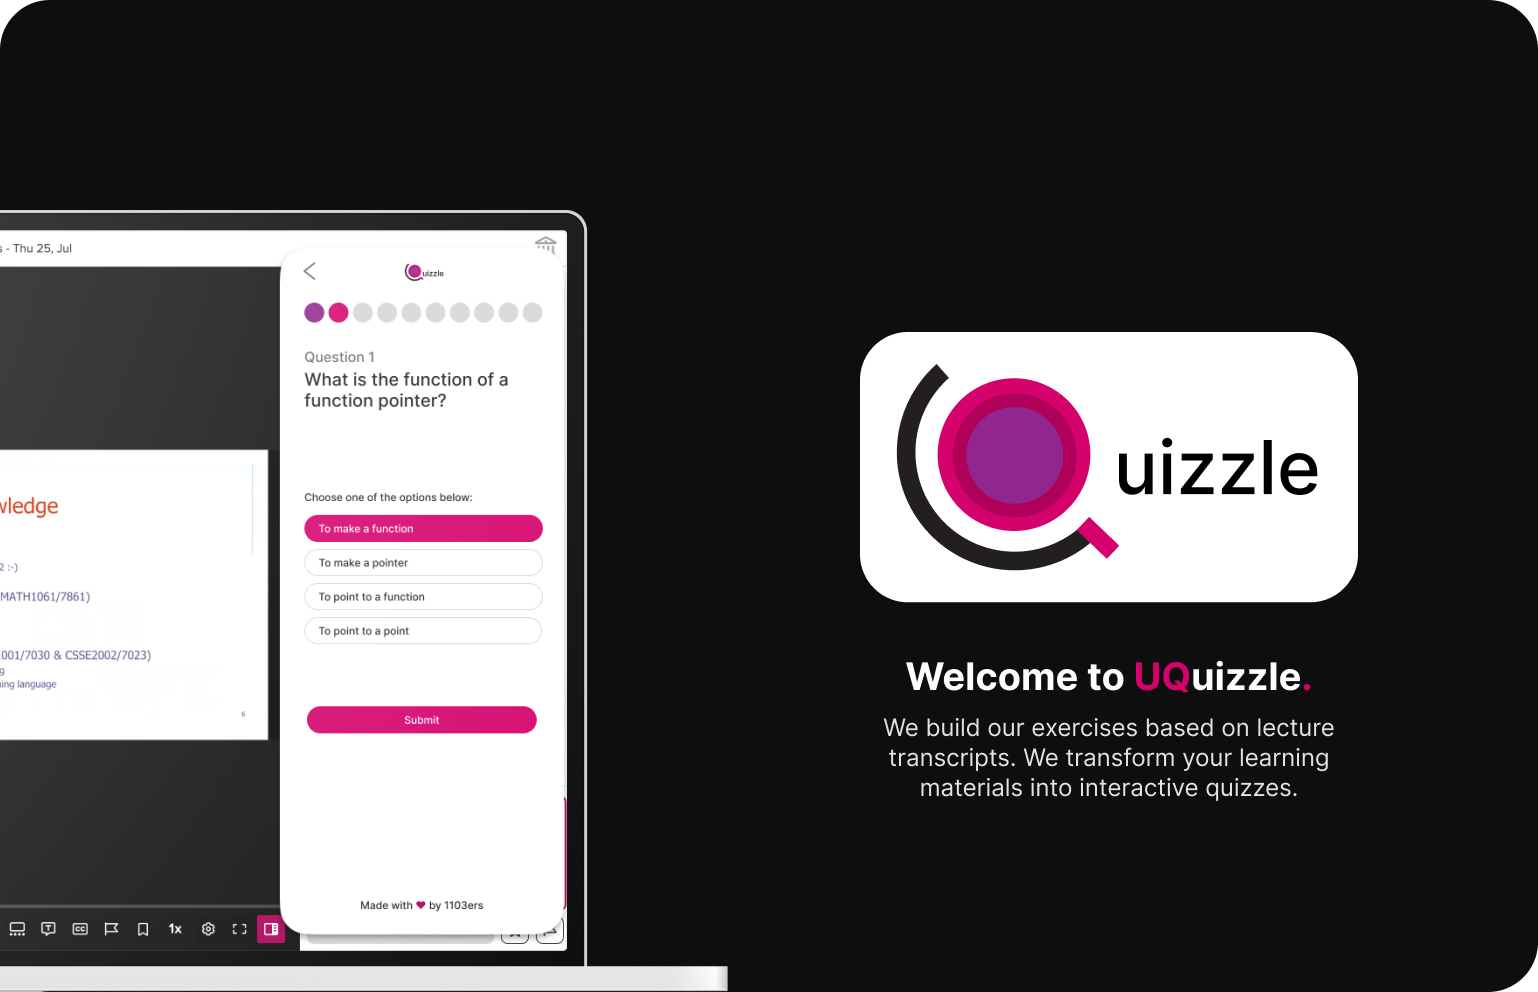 s - Thu 25, Jul
uizzle
Question 1
What is the function of a
function pointer?
Choose one of the options below:
To make a function
To make a pointer
To point to a function
To point to a point
Submit
Made with ❤ by 1103ers
wledge
2 :-)
MATH1061/7861)
001/7030 & CSSE2002/7023)
g
ning language
6
T
CC
1x
Quizzle
Welcome to UQuizzle.
We build our exercises based on lecture
transcripts. We transform your learning
materials into interactive quizzes.